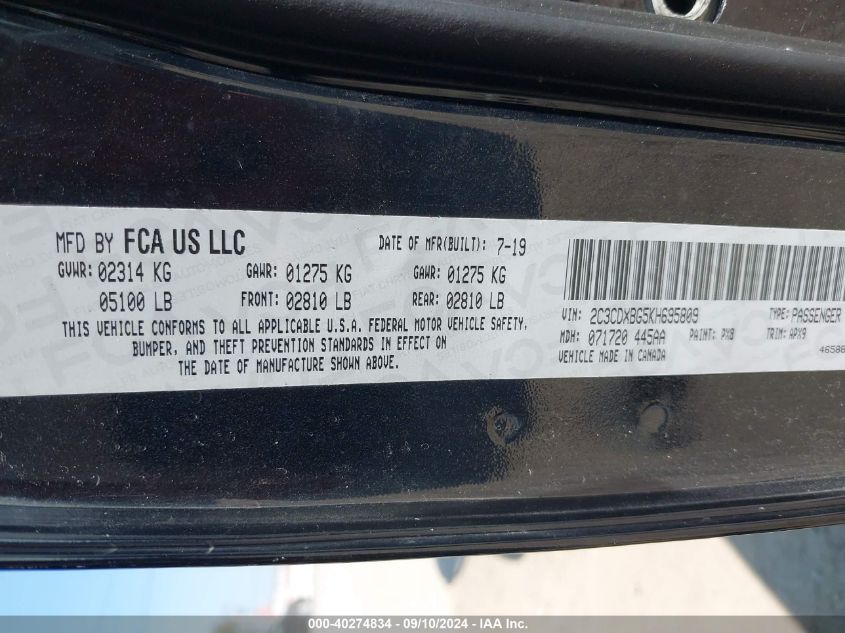 MFD BY FCA US LLC
DATE OF MFR(BUILT): 7-19
GVWR: 02314 KG GAWR: 01275 KG GAWR: 01275 KG
05100 LB FRONT: 02810 LB REAR: 02810 LB
THIS VEHICLE CONFORMS TO ALL APPLICABLE U.S.A. FEDERAL MOTOR VEHICLE SAFETY,
BUMPER, AND THEFT PREVENTION STANDARDS IN EFFECT ON
THE DATE OF MANUFACTURE SHOWN ABOVE.
VIN: 2C3CDXBG5KH695809 TYPE: PASSENGER
MDH: 071720 445AA PAINT: PX8 TRIM: APX9
VEHICLE MADE IN CANADA
000-40274834 - 09/10/2024 - IAA Inc.